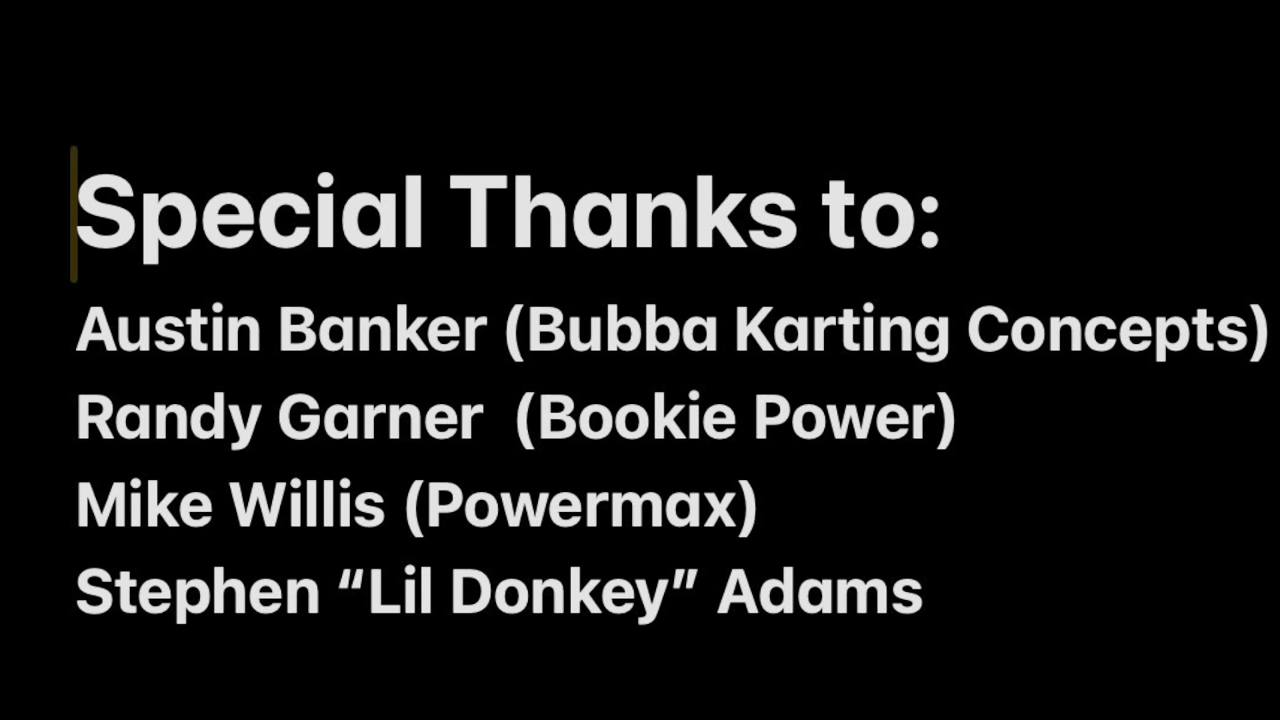 Special Thanks to:
Austin Banker (Bubba Karting Concepts)
Randy Garner  (Bookie Power)
Mike Willis (Powermax)
Stephen “Lil Donkey” Adams